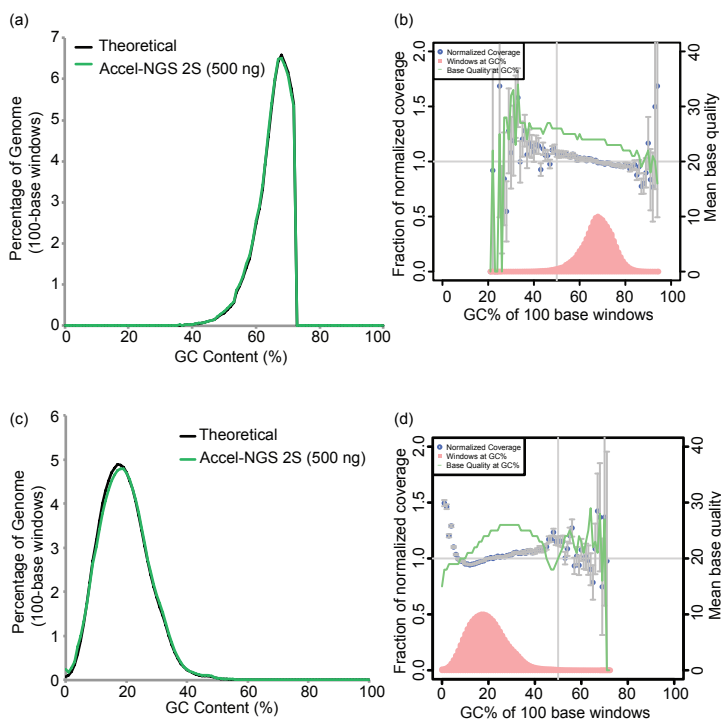 (a)
Theoretical
Accel-NGS 2S (500 ng)
Percentage of Genome
(100-base windows)
7
6
5
4
3
2
1
0
0 20 40 60 80 100
GC Content (%)
(b)
Normalized Coverage
Windows at GC%
Base Quality at GC%
Fraction of normalized coverage
2.0
1.5
1.0
0.5
0.0
40
30
20
10
0
Mean base quality
0 20 40 60 80 100
GC% of 100 base windows
(c)
Theoretical
Accel-NGS 2S (500 ng)
Percentage of Genome
(100-base windows)
6
5
4
3
2
1
0
0 20 40 60 80 100
GC Content (%)
(d)
Normalized Coverage
Windows at GC%
Base Quality at GC%
Fraction of normalized coverage
2.0
1.5
1.0
0.5
0.0
40
30
20
10
0
Mean base quality
0 20 40 60 80 100
GC% of 100 base windows